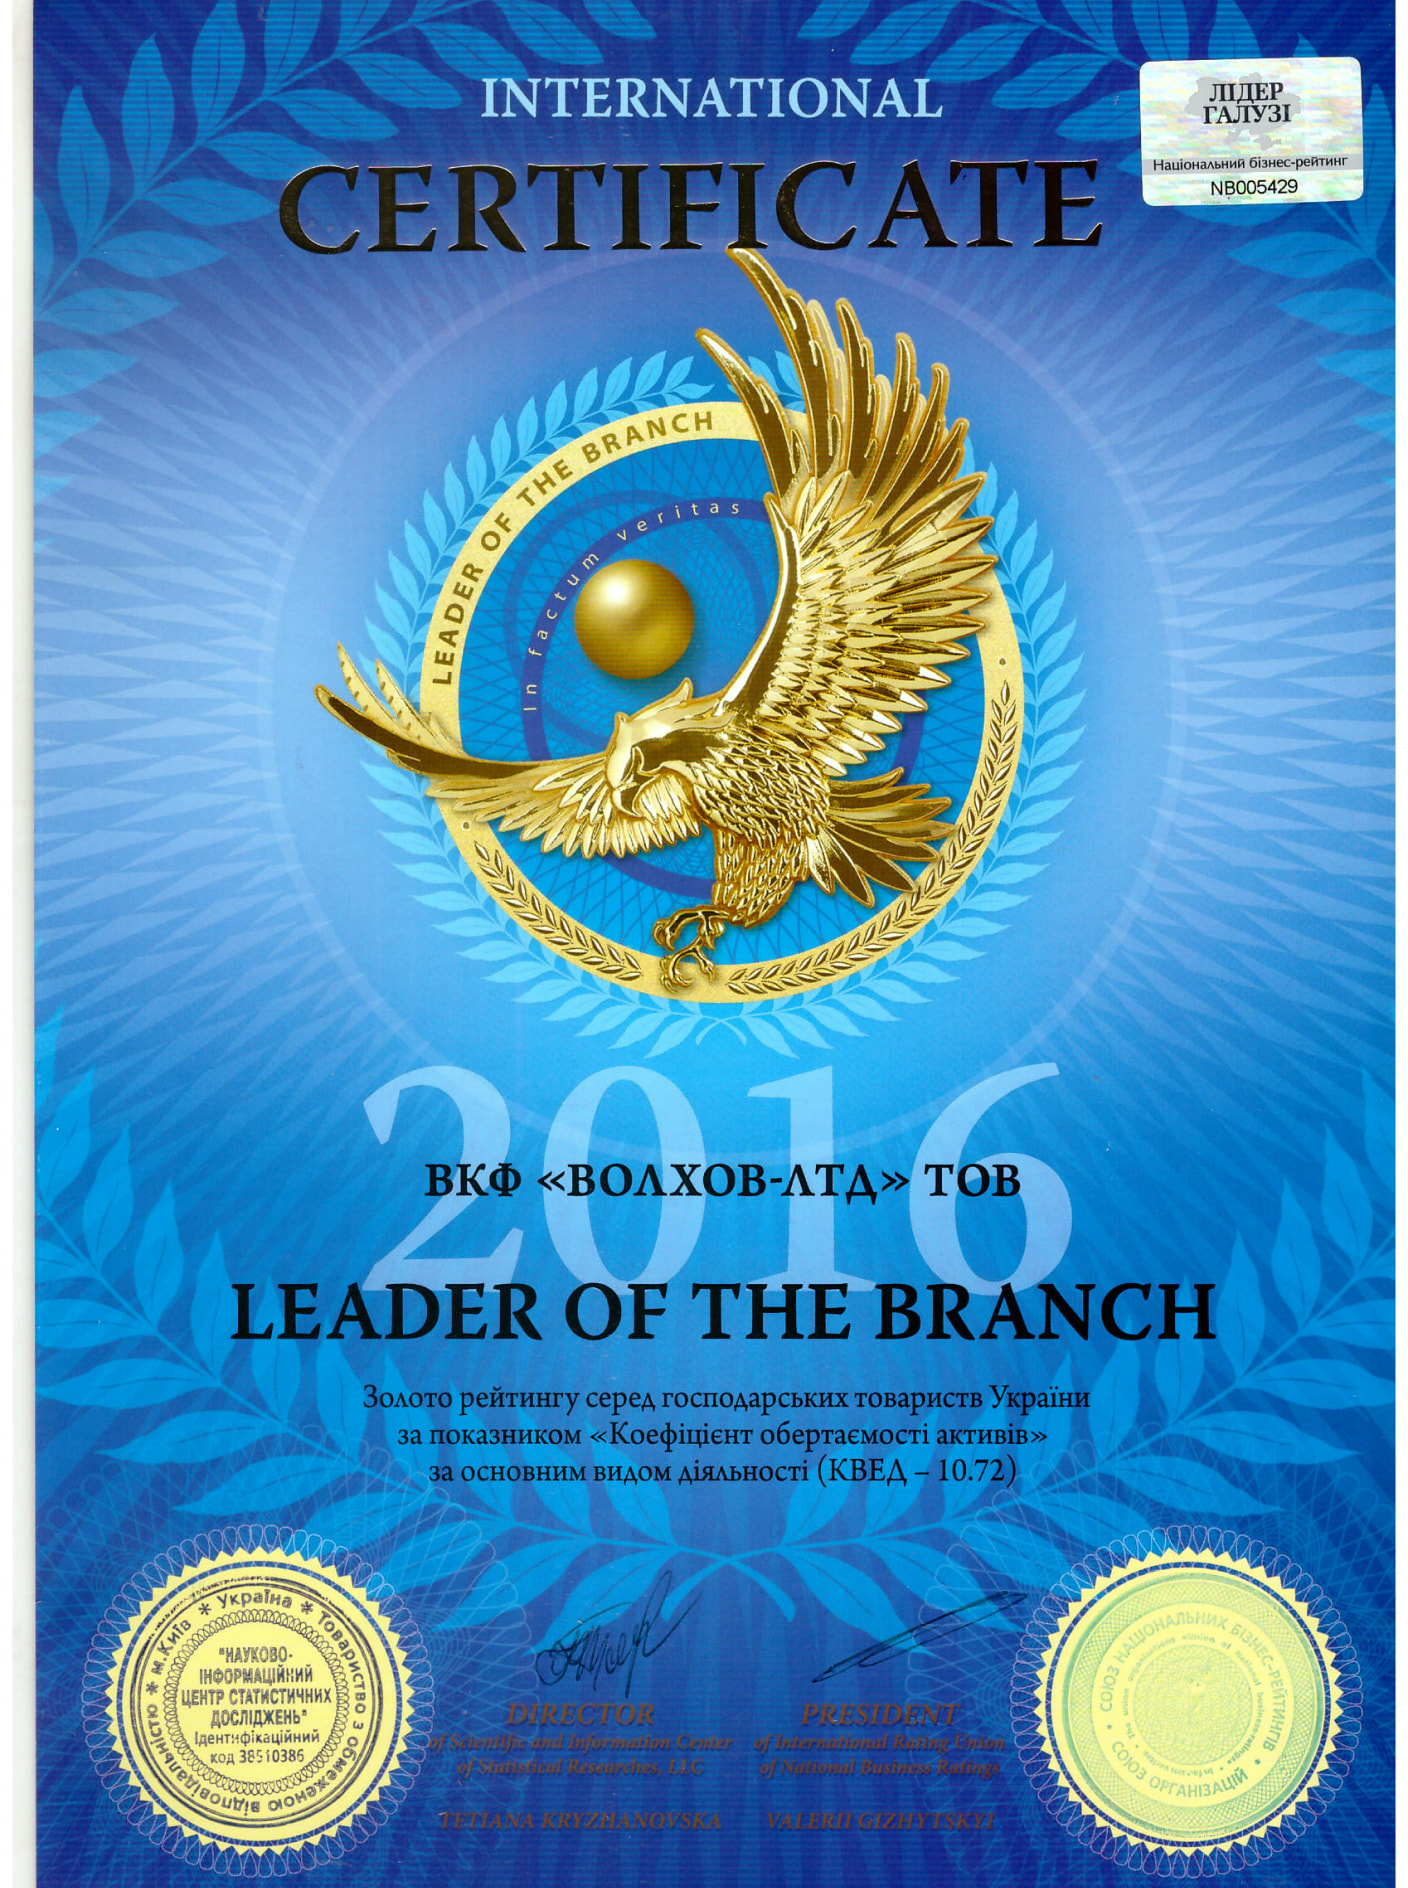 INTERNATIONAL
CERTIFICATE
ЛІДЕР
ГАЛУЗІ
Національний бізнес-рейтинг
NB005429
LEADER OF THE BRANCH
In factum veritas
2016
ВКФ «ВОЛХОВ-ЛТД» ТОВ
LEADER OF THE BRANCH
Золото рейтингу серед господарських товариств України
за показником «Коефіцієнт обертаємості активів»
за основним видом діяльності (КВЕД – 10.72)
Україна * Товариство з обмеженою відповідальністю * м.Київ *
"НАУКОВО-
ІНФОРМАЦІЙНИЙ
ЦЕНТР СТАТИСТИЧНИХ
ДОСЛІДЖЕНЬ"
Ідентифікаційний
код 38510386
DIRECTOR
of Scientific and Information Center
of Statistical Researches, LLC
TETIANA KRYZHANOVSKA
PRESIDENT
of International Rating Union
of National Business Ratings
VALERII GIZHYTSKYI
СОЮЗ НАЦІОНАЛЬНИХ БІЗНЕС-РЕЙТИНГІВ
СОЮЗ ОРГАНІЗАЦІЙ